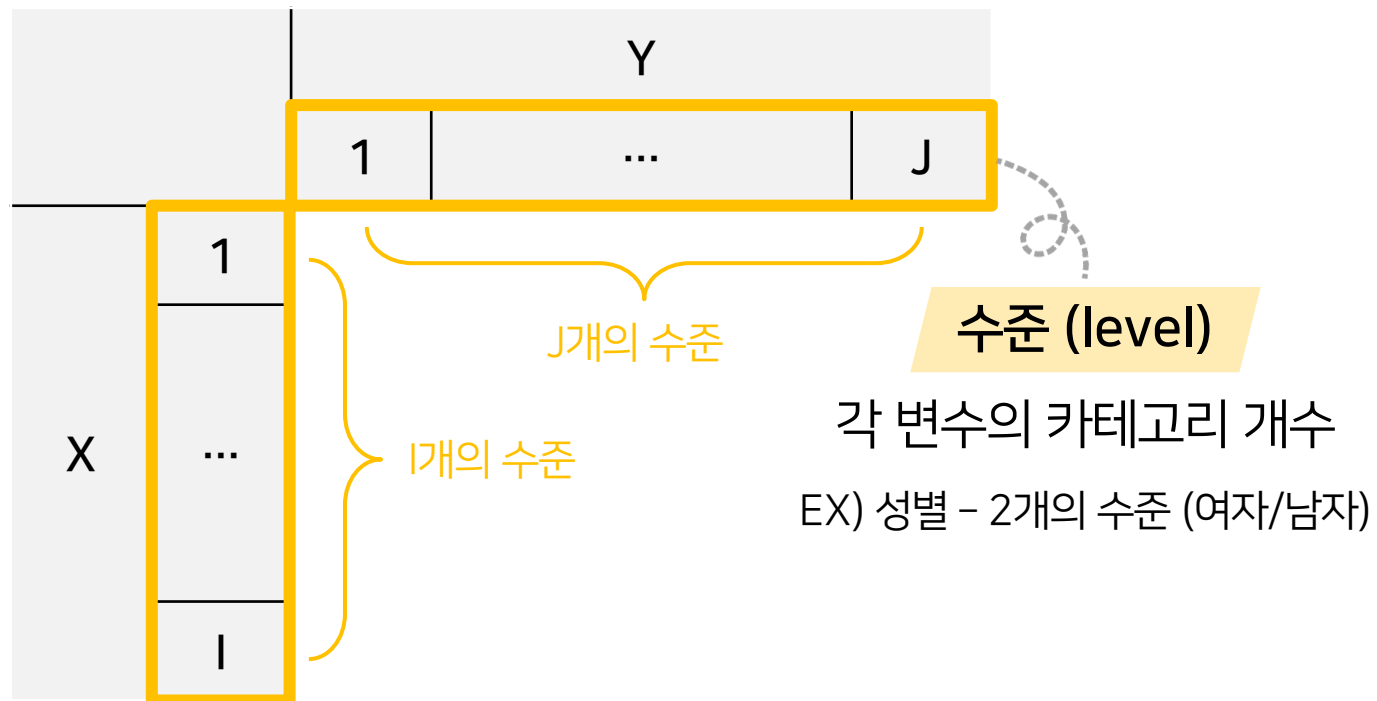 Y
1 … J
1
J개의 수준
수준 (level)
각 변수의 카테고리 개수
X … I개의 수준
EX) 성별 – 2개의 수준 (여자/남자)
I